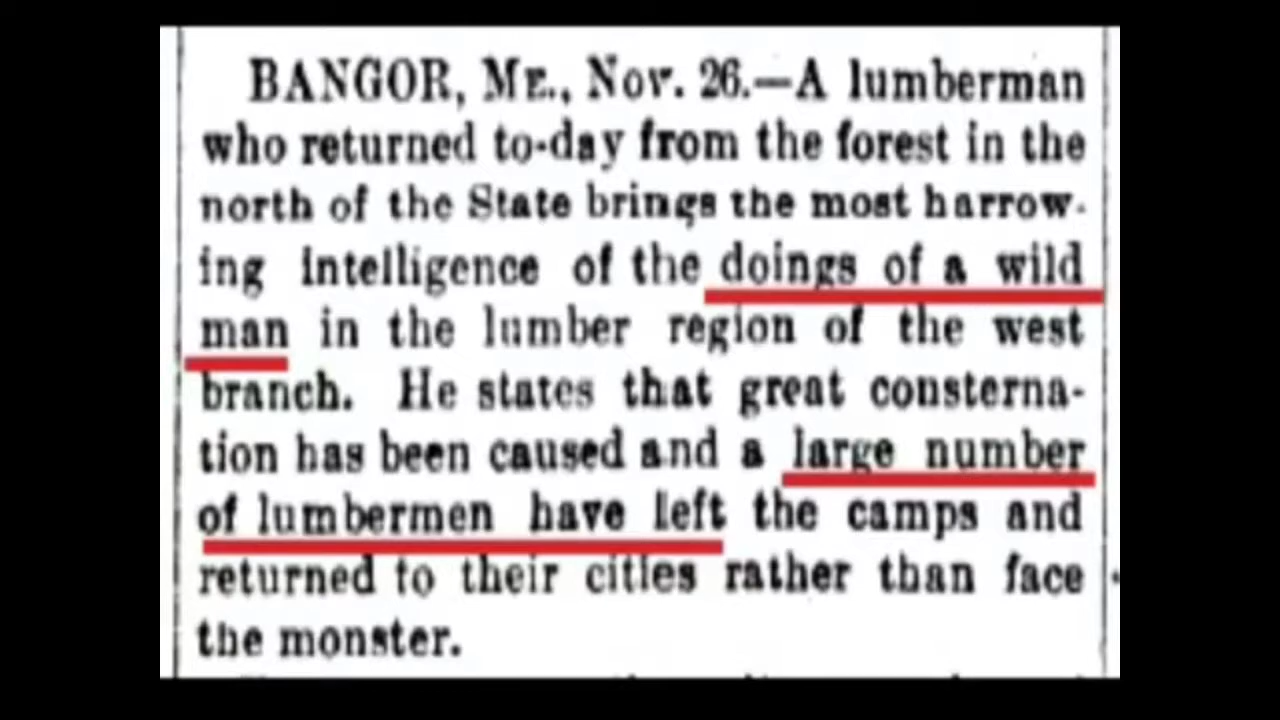 BANGOR, ME., Nov. 26.—A lumberman
who returned to-day from the forest in the
north of the State brings the most harrow-
ing intelligence of the doings of a wild
man in the lumber region of the west
branch. He states that great consterna-
tion has been caused and a large number
of lumbermen have left the camps and
returned to their cities rather than face
the monster.